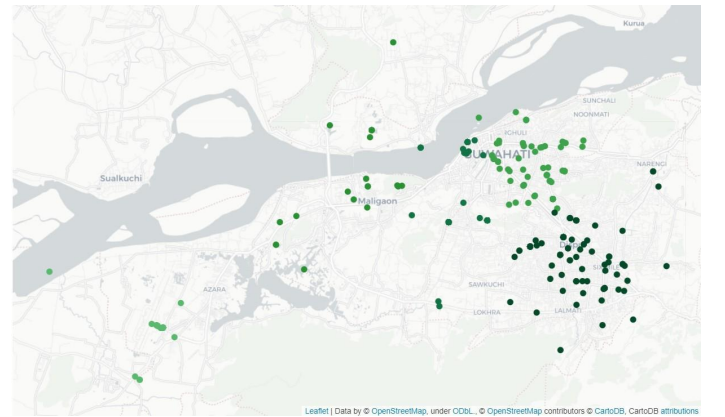 Kurua
SUNCHALI
NOONMATI
IGHULI
GUWAHATI
NARENGI
Sualkuchi
Maligaon
AZARA
SAWKUCHI
LOKHRA
LALMATI
Leaflet | Data by © OpenStreetMap, under ODbL., © OpenStreetMap contributors © CartoDB, CartoDB attributions